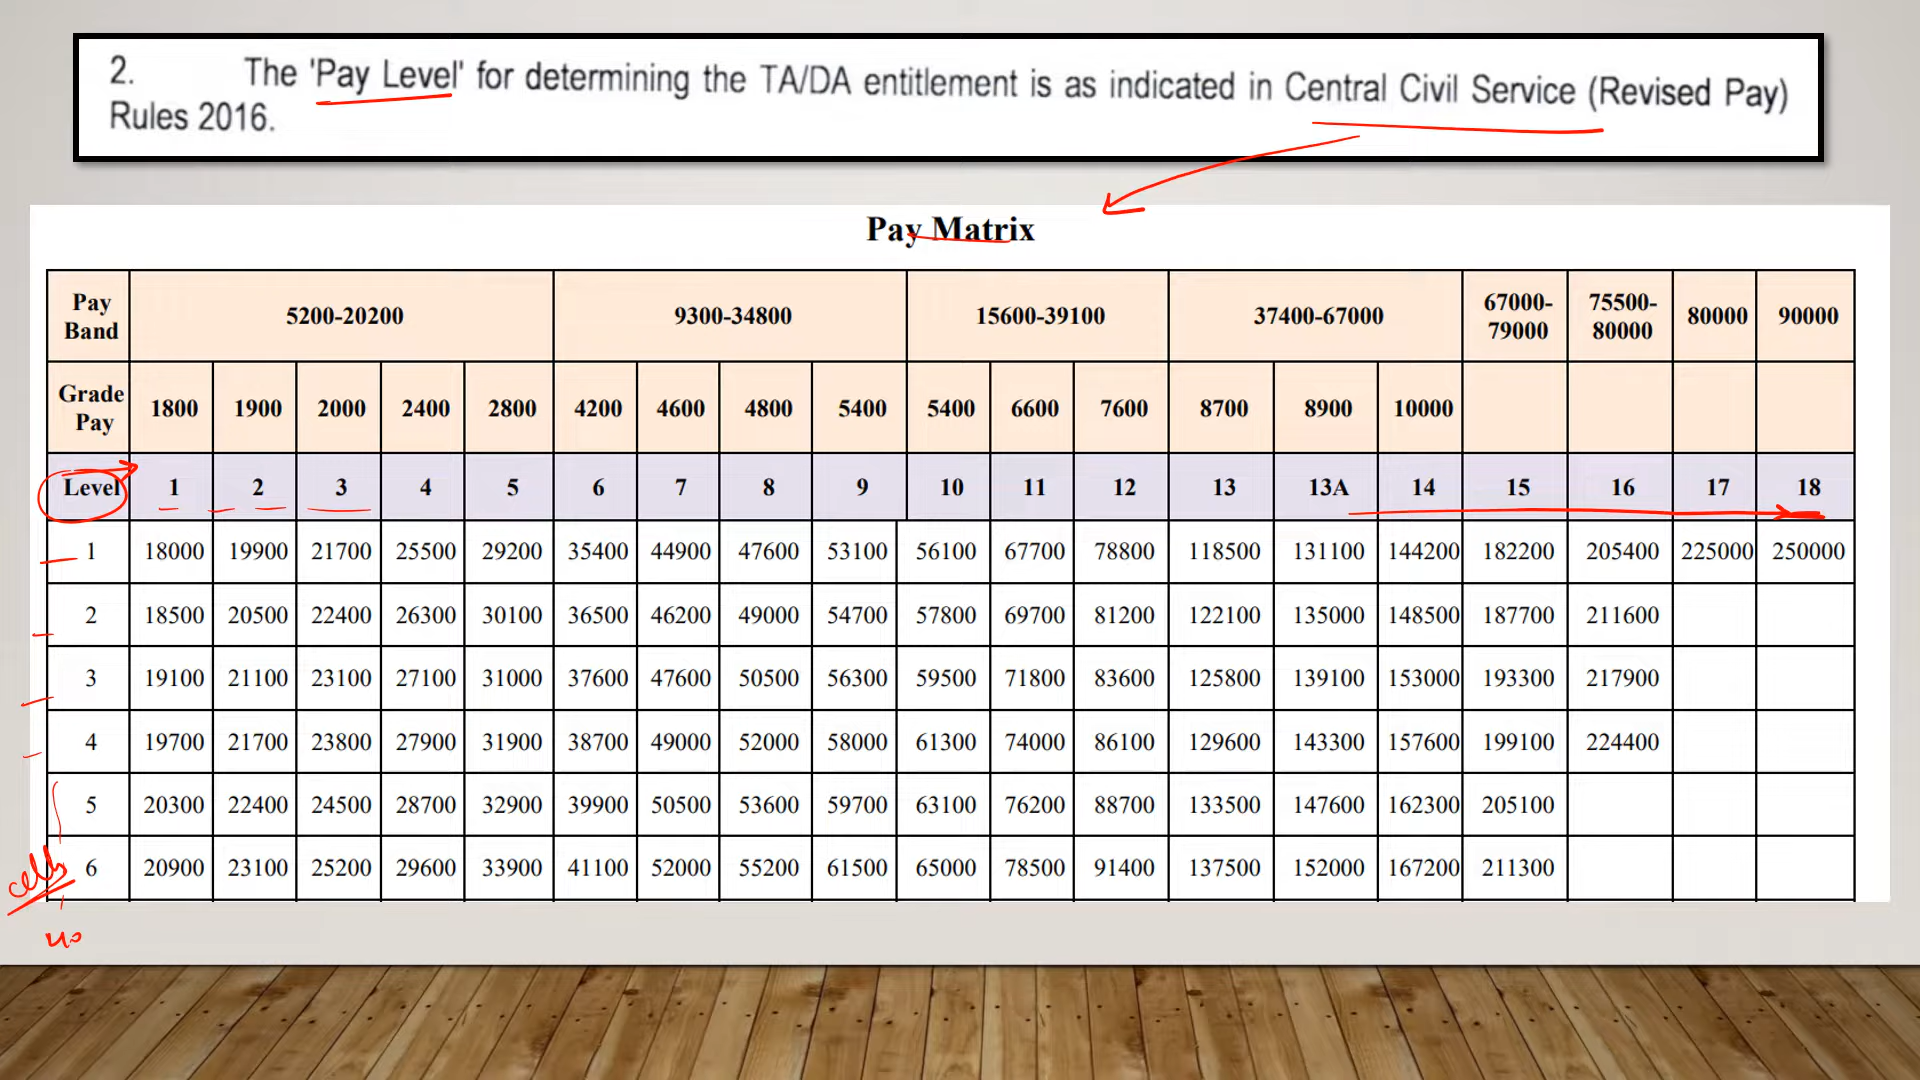 2. The 'Pay Level' for determining the TA/DA entitlement is as indicated in Central Civil Service (Revised Pay)
Rules 2016.
Pay Matrix
Pay Band 5200-20200 9300-34800 15600-39100 37400-67000 67000-79000 75500-80000 80000 90000
Grade Pay 1800 1900 2000 2400 2800 4200 4600 4800 5400 5400 6600 7600 8700 8900 10000
Level 1 2 3 4 5 6 7 8 9 10 11 12 13 13A 14 15 16 17 18
1 18000 19900 21700 25500 29200 35400 44900 47600 53100 56100 67700 78800 118500 131100 144200 182200 205400 225000 250000
2 18500 20500 22400 26300 30100 36500 46200 49000 54700 57800 69700 81200 122100 135000 148500 187700 211600
3 19100 21100 23100 27100 31000 37600 47600 50500 56300 59500 71800 83600 125800 139100 153000 193300 217900
4 19700 21700 23800 27900 31900 38700 49000 52000 58000 61300 74000 86100 129600 143300 157600 199100 224400
5 20300 22400 24500 28700 32900 39900 50500 53600 59700 63100 76200 88700 133500 147600 162300 205100
6 20900 23100 25200 29600 33900 41100 52000 55200 61500 65000 78500 91400 137500 152000 167200 211300
cells
40